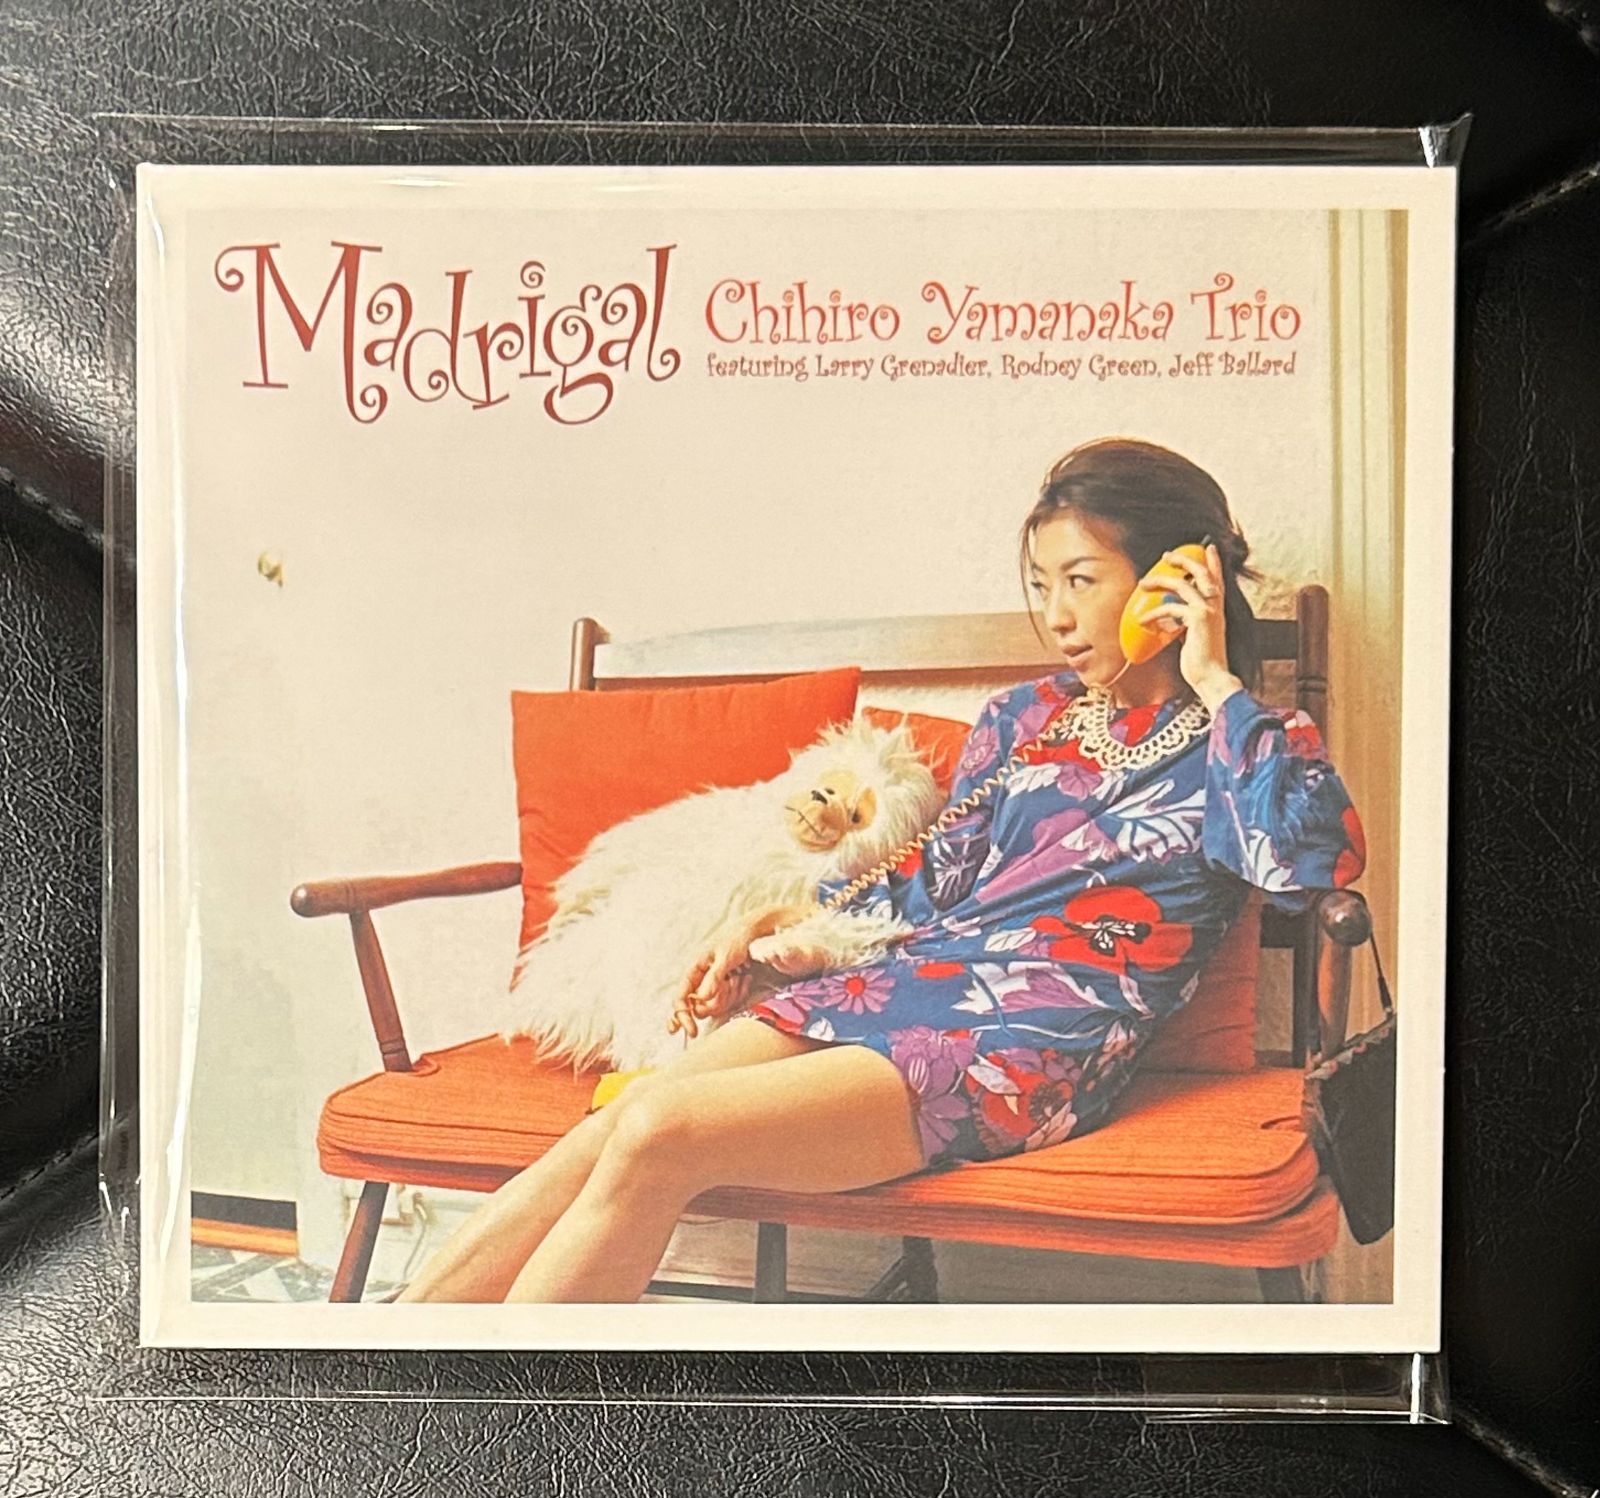 Madrigal
Chihiro Yamanaka Trio
featuring Larry Grenadier, Rodney Green, Jeff Ballard